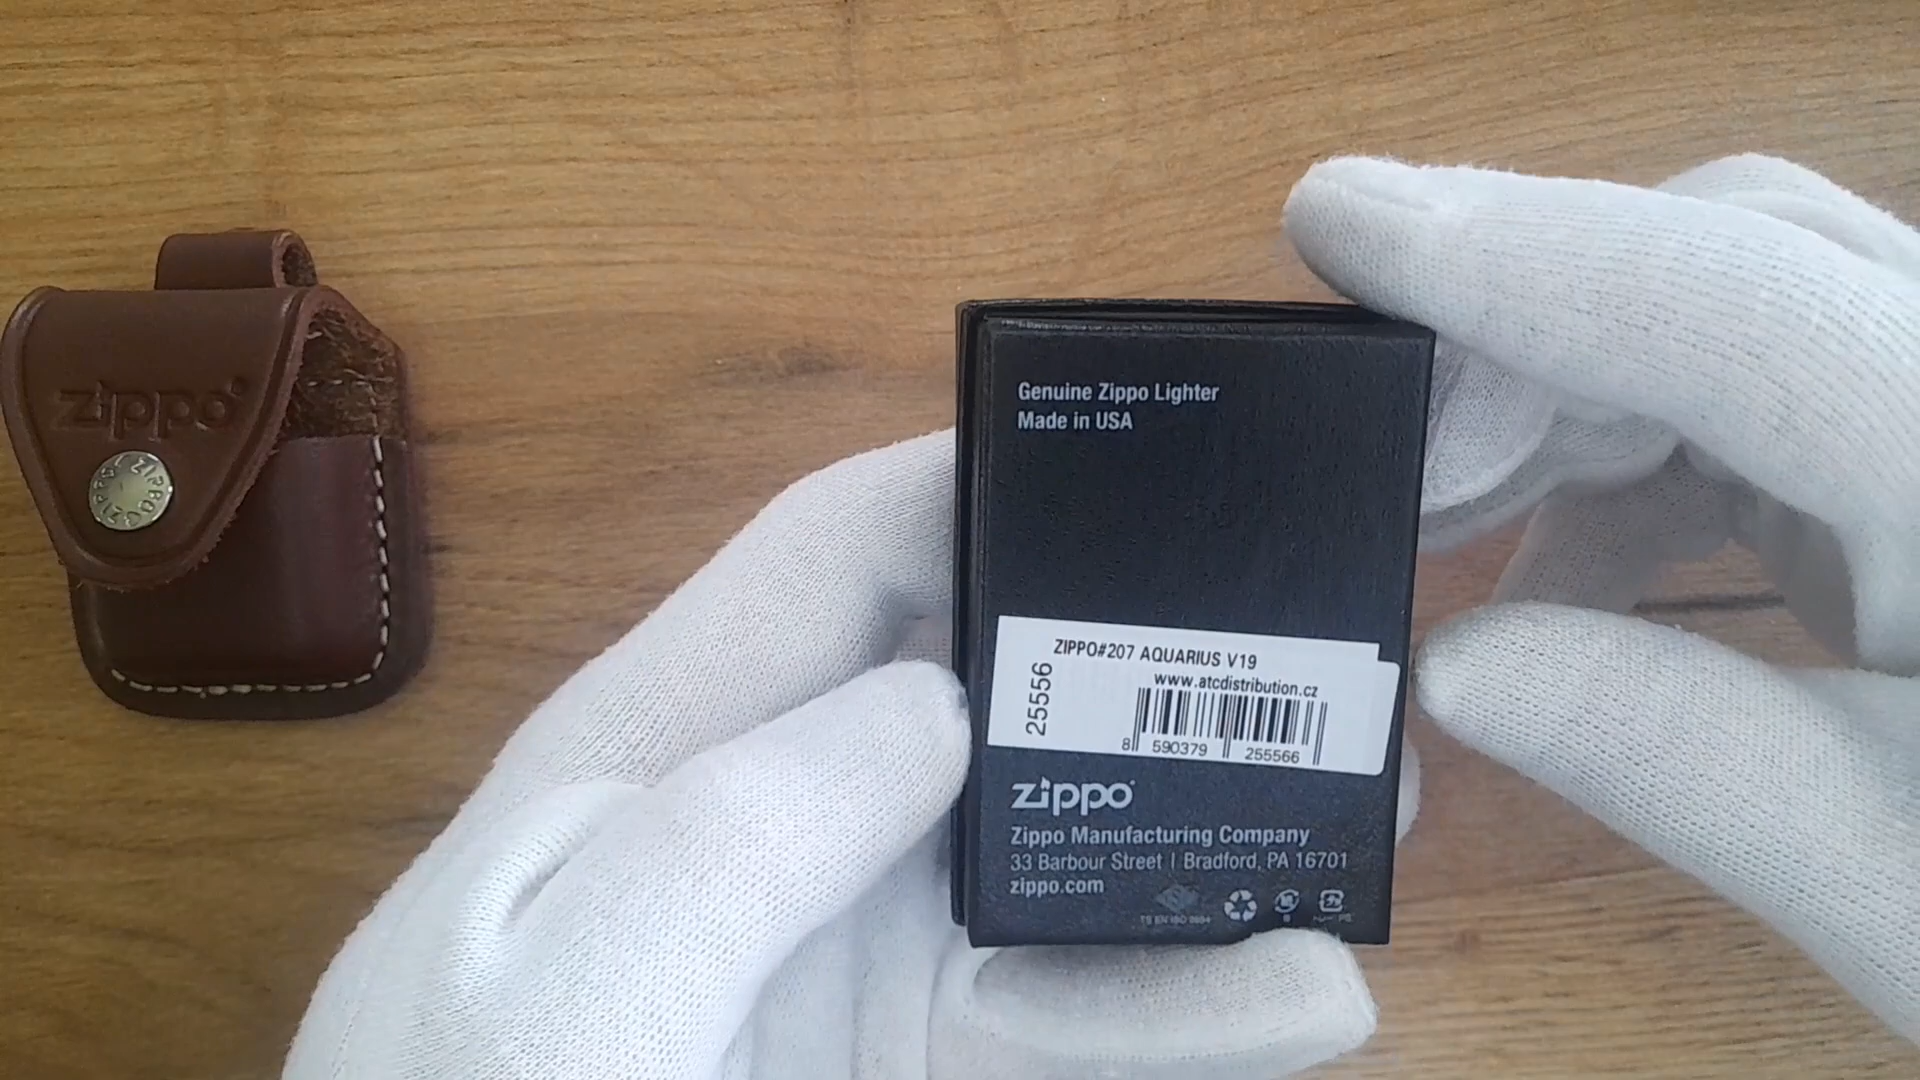 zippo
Genuine Zippo Lighter
Made in USA
ZIPPO#207 AQUARIUS V19
www.atcdistribution.cz
25556
8 590379 255566
zippo
Zippo Manufacturing Company
33 Barbour Street | Bradford, PA 16701
zippo.com